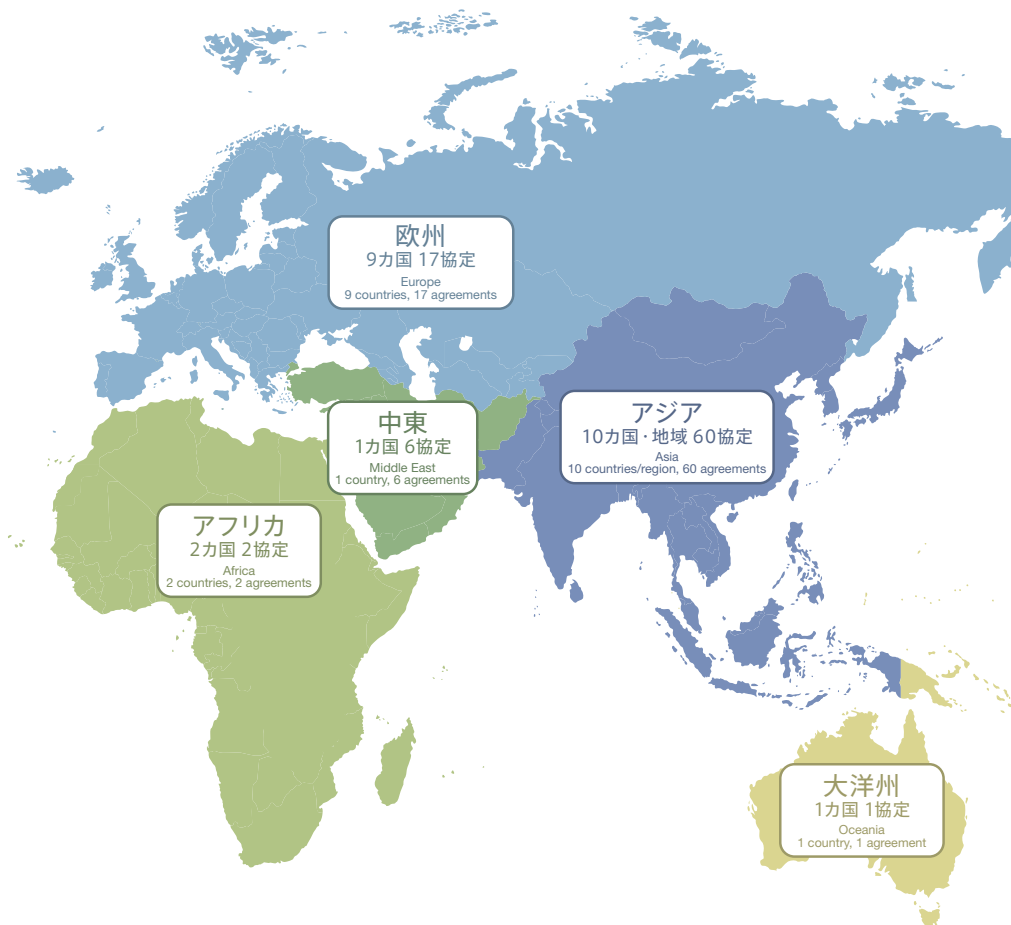 欧州
9カ国 17協定
Europe
9 countries, 17 agreements
中東
1カ国 6協定
Middle East
1 country, 6 agreements
アジア
10カ国・地域 60協定
Asia
10 countries/region, 60 agreements
アフリカ
2カ国 2協定
Africa
2 countries, 2 agreements
大洋州
1カ国 1協定
Oceania
1 country, 1 agreement